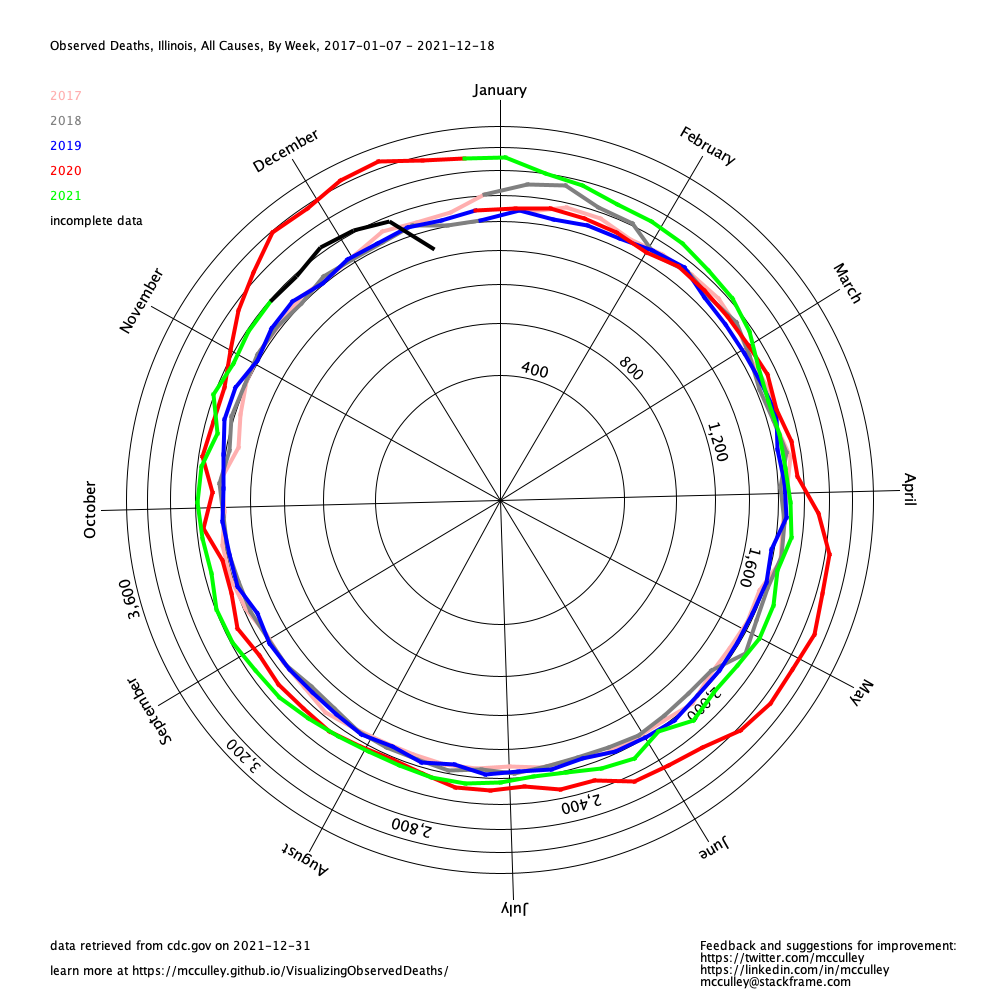 Observed Deaths, Illinois, All Causes, By Week, 2017-01-07 - 2021-12-18
2017
2018
2019
2020
2021
incomplete data
January
February
March
April
May
June
July
August
September
October
November
December
400
800
1,200
1,600
2,000
2,400
2,800
3,200
3,600
data retrieved from cdc.gov on 2021-12-31
learn more at https://mcculley.github.io/VisualizingObservedDeaths/
Feedback and suggestions for improvement:
https://twitter.com/mcculley
https://linkedin.com/in/mcculley
mcculley@stackframe.com